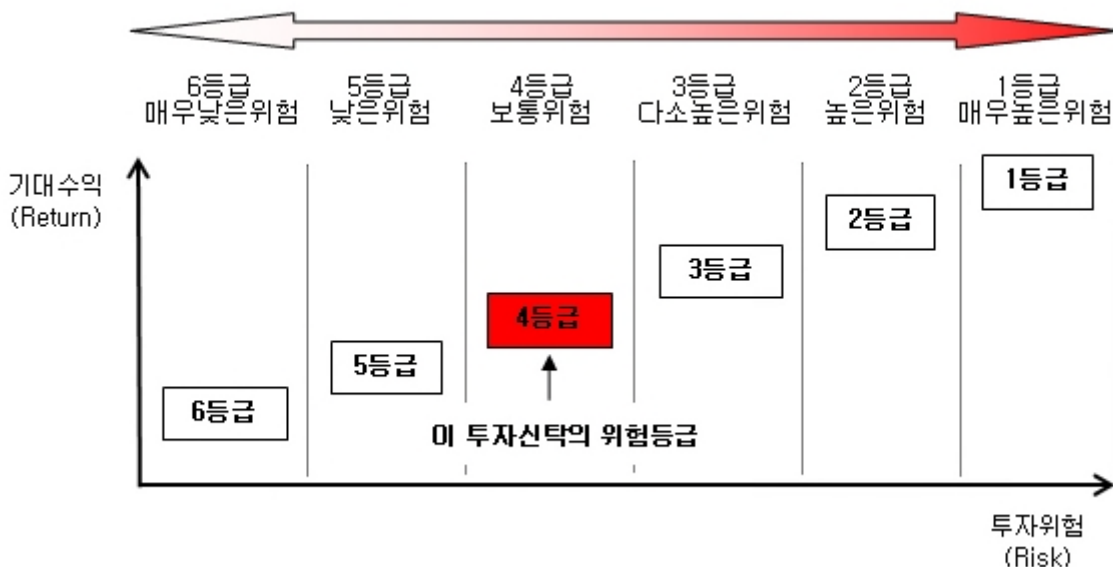 6등급 5등급 4등급 3등급 2등급 1등급
매우낮은위험 낮은위험 보통위험 다소높은위험 높은위험 매우높은위험
기대수익
(Return)
1등급
2등급
3등급
4등급
5등급
6등급
이 투자신탁의 위험등급
투자위험
(Risk)